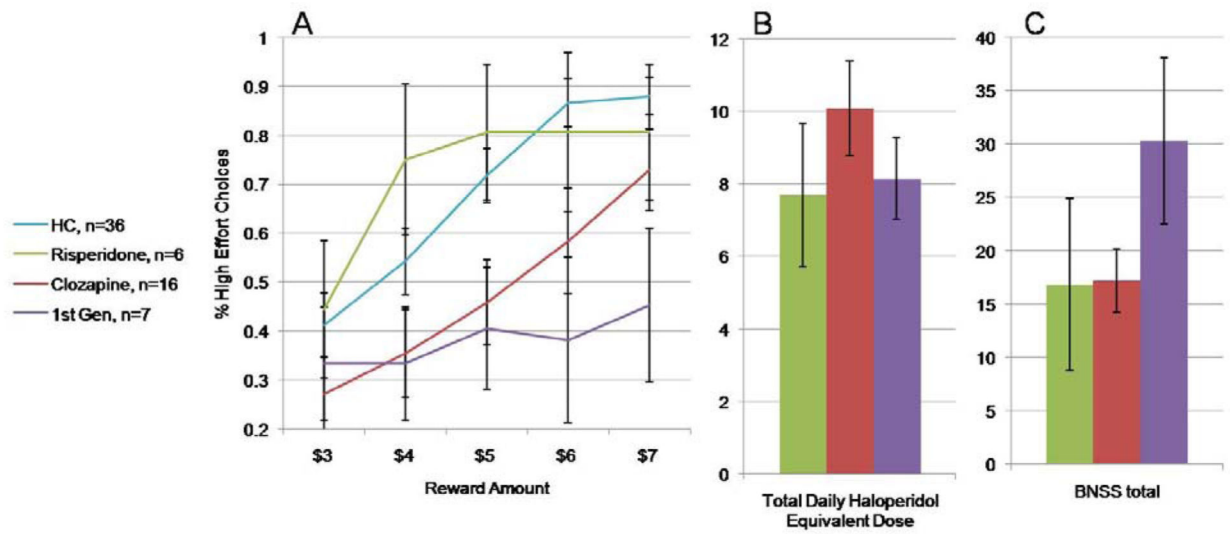 A
B
C
HC, n=36
Risperidone, n=6
Clozapine, n=16
1st Gen, n=7
% High Effort Choices
1
0.9
0.8
0.7
0.6
0.5
0.4
0.3
0.2
$3 $4 $5 $6 $7
Reward Amount
12
10
8
6
4
2
0
Total Daily Haloperidol
Equivalent Dose
40
35
30
25
20
15
10
5
0
BNSS total